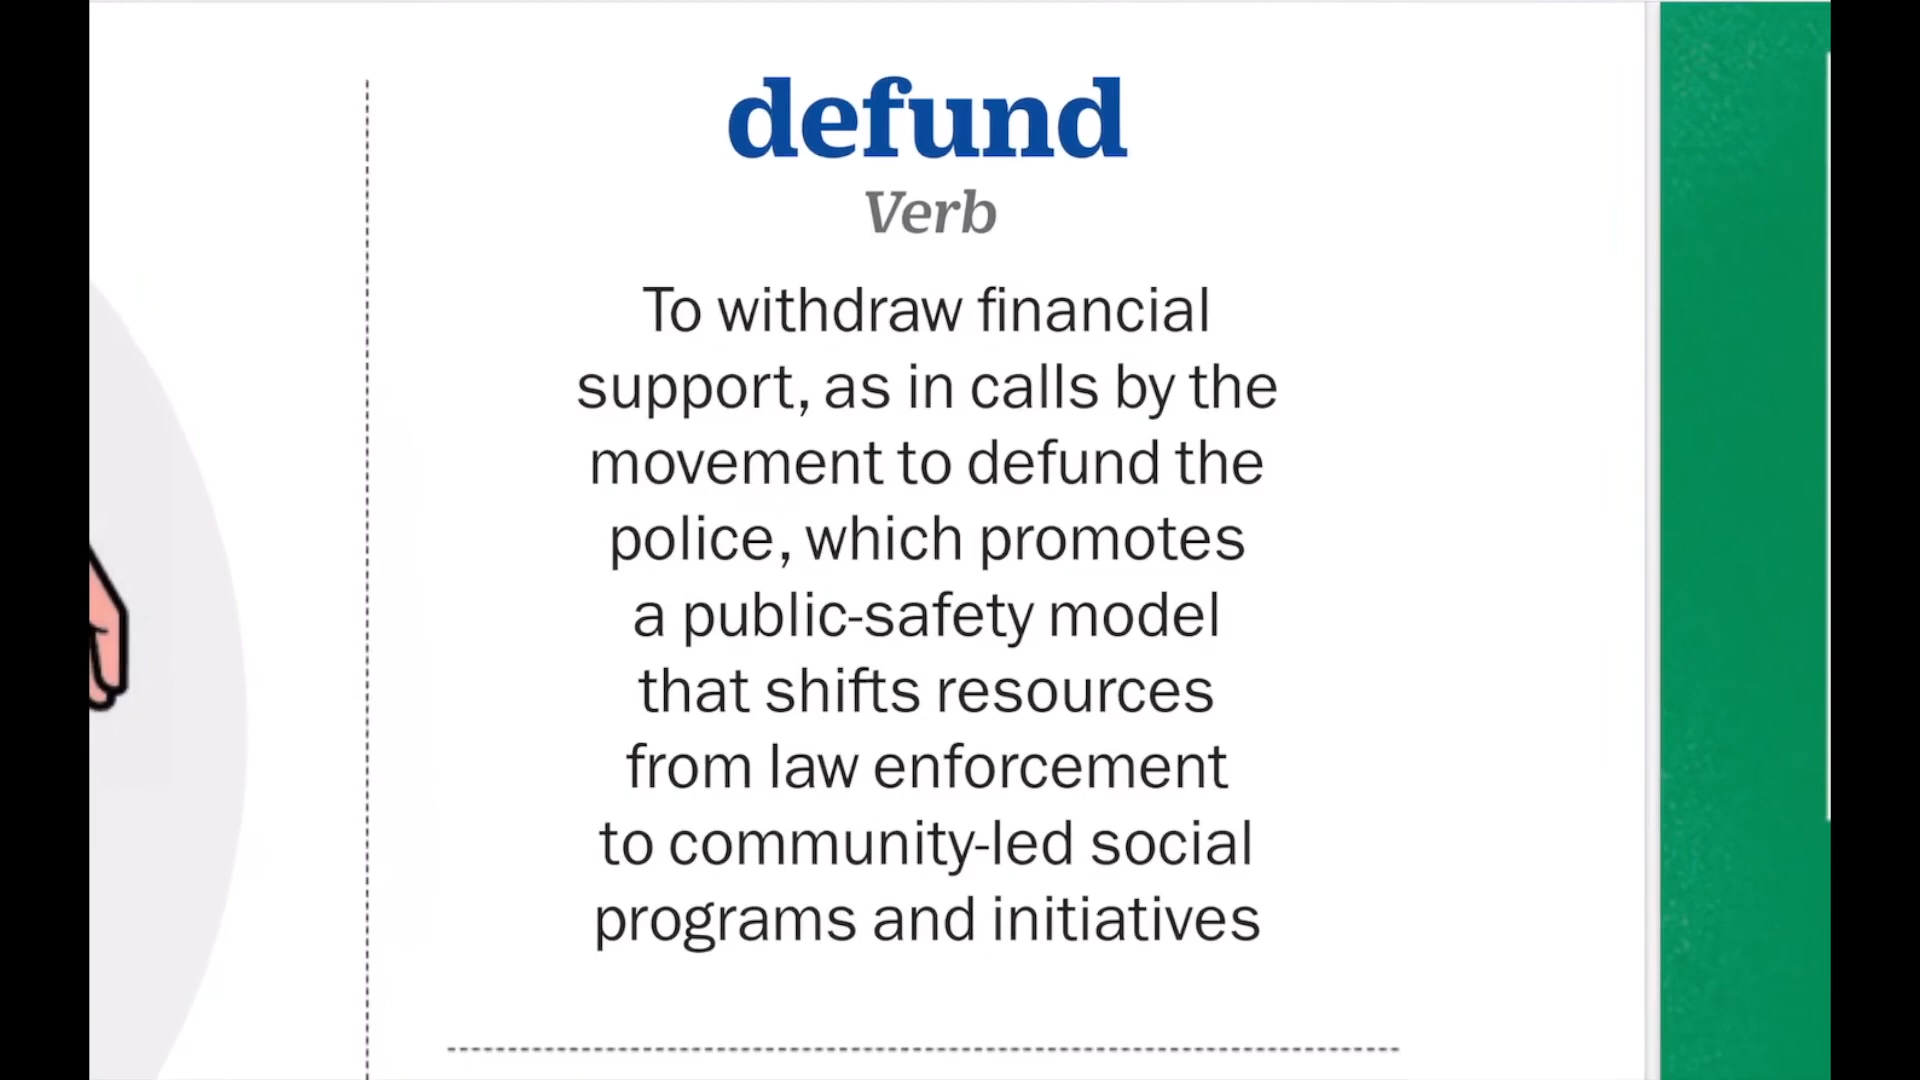 defund
Verb
To withdraw financial
support, as in calls by the
movement to defund the
police, which promotes
a public-safety model
that shifts resources
from law enforcement
to community-led social
programs and initiatives